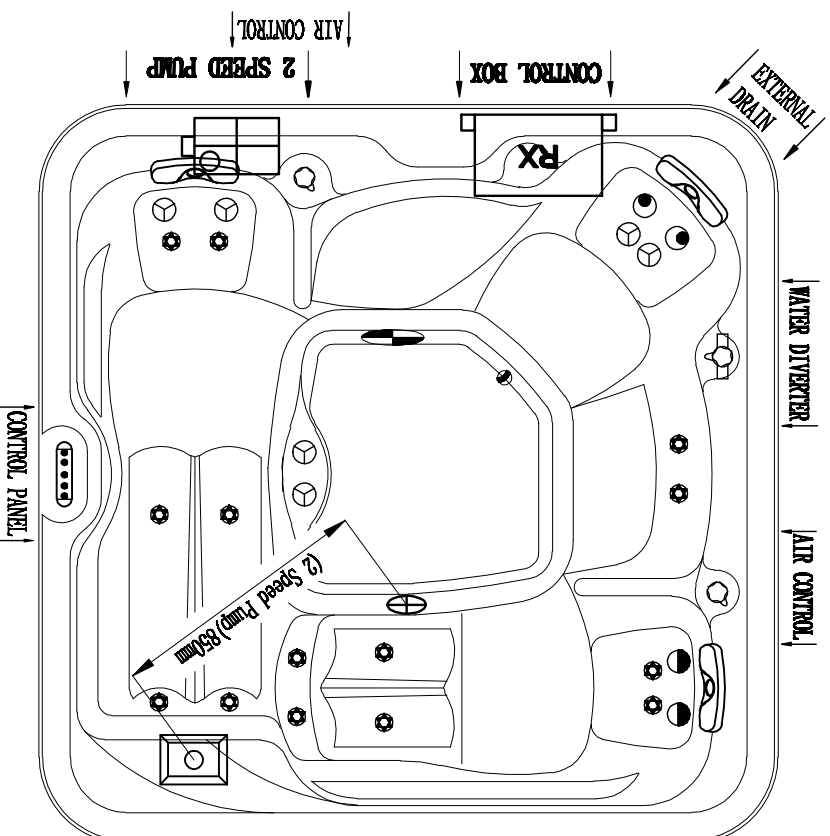 AIR CONTROL
2 SPEED PUMP
CONTROL BOX
EXTERNAL
DRAIN
RX
WATER DIVERTER
CONTROL PANEL
AIR CONTROL
(2 Speed Pump)850mm